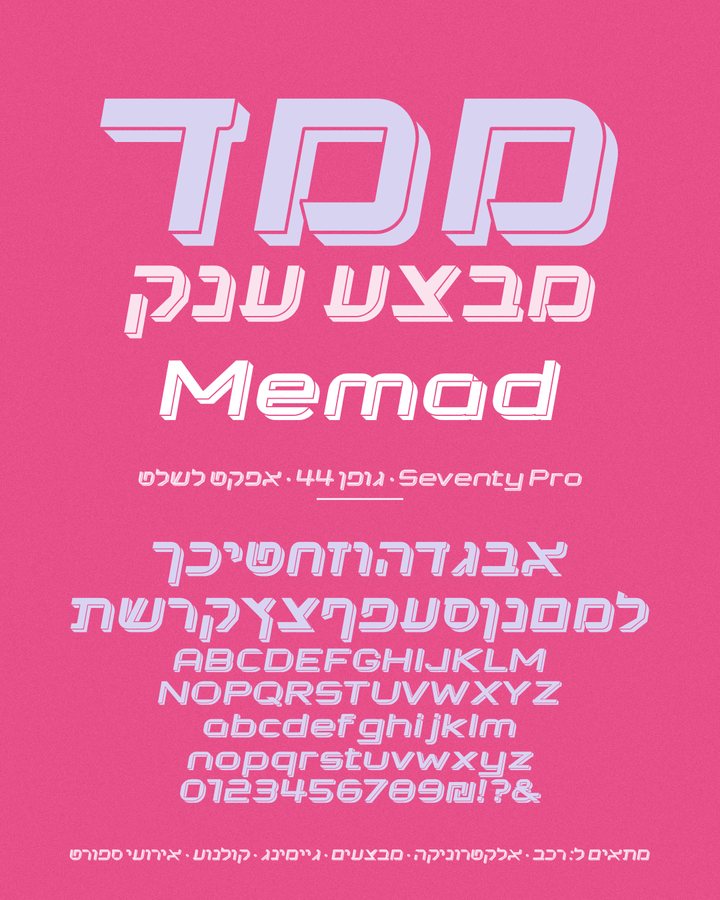 ממד
מבצע ענק
Memad
Seventy Pro · גופן 44 · אפקט לשלט
אבגדהוזחטיכך
למםנןסעפףצץקרשת
ABCDEFGHIJKLM
NOPQRSTUVWXYZ
abcdefghijklm
nopqrstuvwxyz
0123456789₪!?&
מתאים ל: רכב · אלקטרוניקה · מבצעים · גיימינג · קולנוע · אירועי ספורט